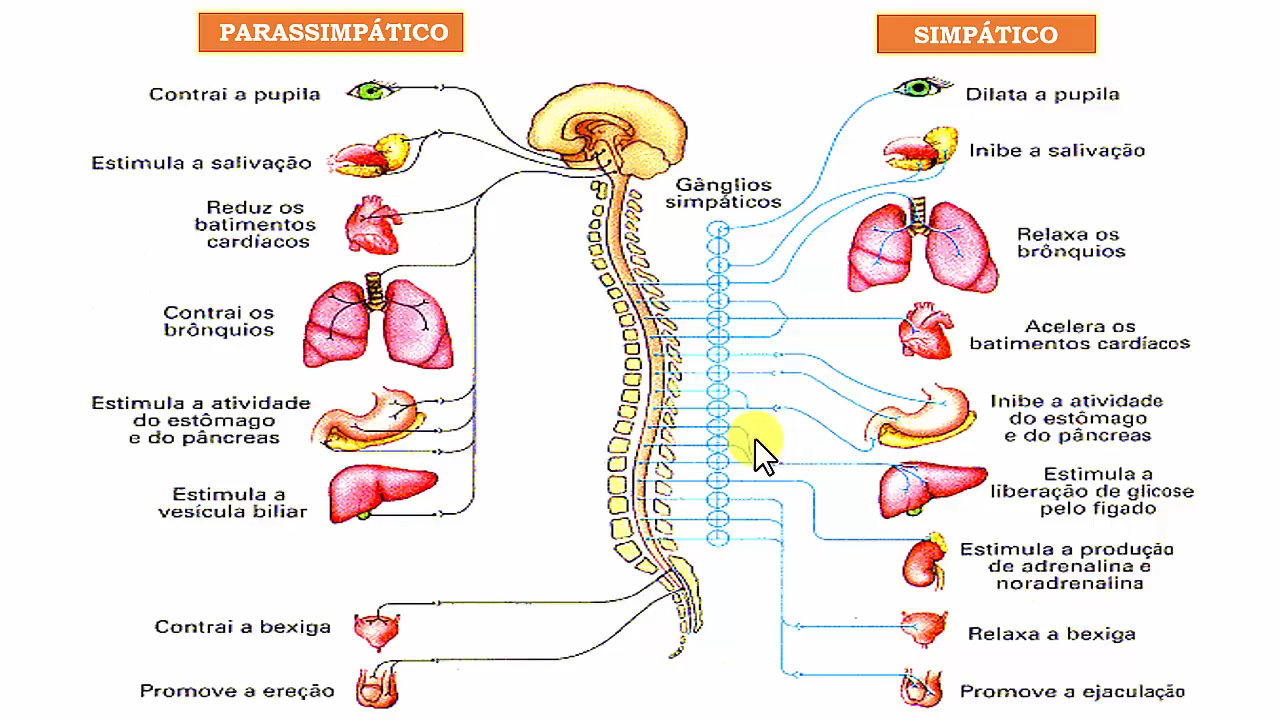 PARASSIMPÁTICO
Contrai a pupila
Estimula a salivação
Reduz os
batimentos
cardíacos
Contrai os
brônquios
Estimula a atividade
do estômago
e do pâncreas
Estimula a
vesícula biliar
Contrai a bexiga
Promove a ereção
Gânglios
simpáticos
SIMPÁTICO
Dilata a pupila
Inibe a salivação
Relaxa os
brônquios
Acelera os
batimentos cardíacos
Inibe a atividade
do estômago
e do pâncreas
Estimula a
liberação de glicose
pelo figado
Estimula a produção
de adrenalina e
noradrenalina
Relaxa a bexiga
Promove a ejaculação